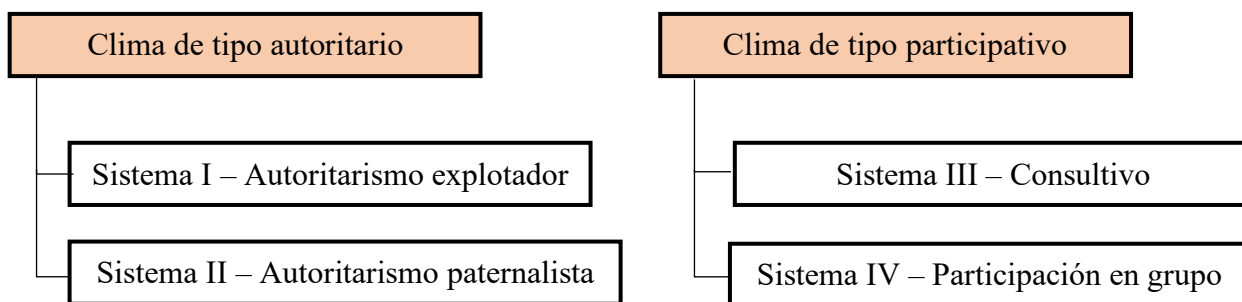 Clima de tipo autoritario
Sistema I – Autoritarismo explotador
Sistema II – Autoritarismo paternalista
Clima de tipo participativo
Sistema III – Consultivo
Sistema IV – Participación en grupo